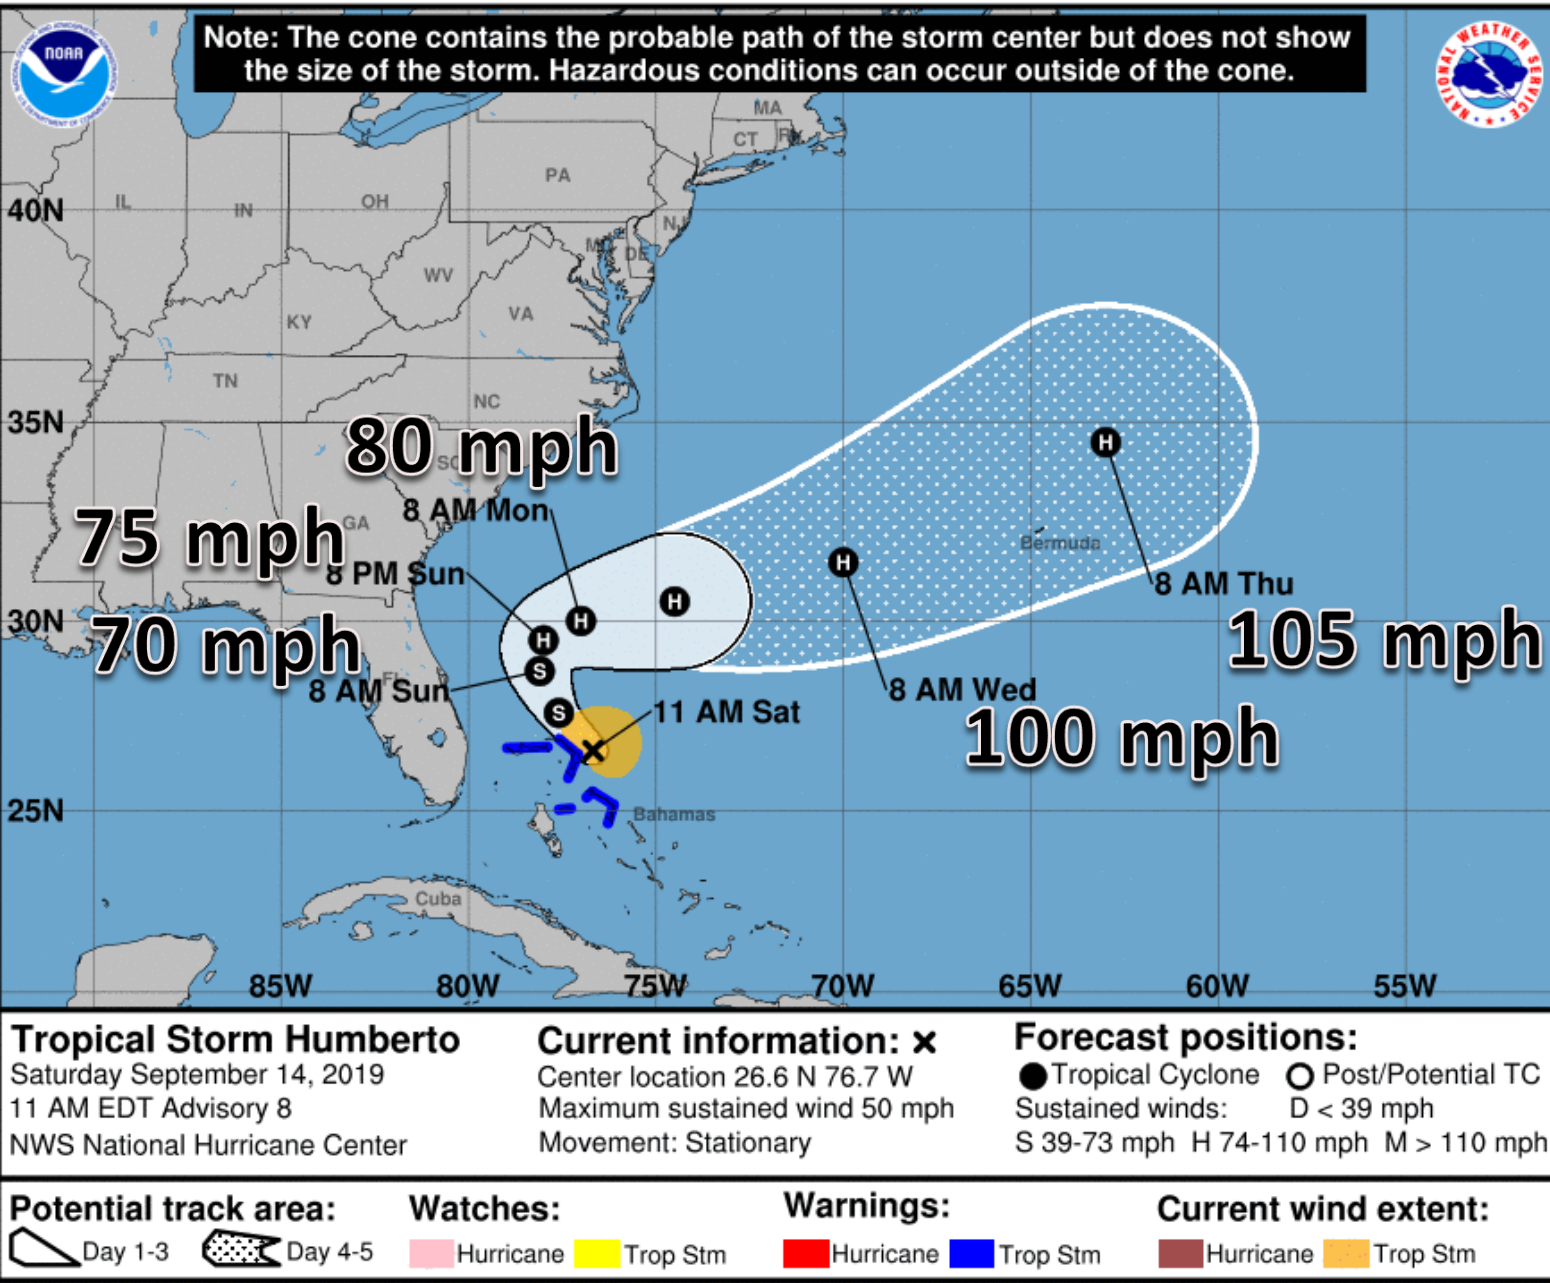 Note: The cone contains the probable path of the storm center but does not show
the size of the storm. Hazardous conditions can occur outside of the cone.
NOAA
NATIONAL WEATHER SERVICE
MA
CT
RI
PA
IL
IN
OH
40N
NJ
MD
DE
WV
VA
KY
TN
NC
35N
80 mph
SC
8 AM Mon
GA
75 mph
8 PM Sun
Bermuda
8 AM Thu
30N
105 mph
70 mph
FL
8 AM Sun
8 AM Wed
11 AM Sat
100 mph
H
H
H
H
H
S
S
25N
Bahamas
Cuba
85W 80W 75W 70W 65W 60W 55W
Tropical Storm Humberto
Saturday September 14, 2019
11 AM EDT Advisory 8
NWS National Hurricane Center
Current information: x
Center location 26.6 N 76.7 W
Maximum sustained wind 50 mph
Movement: Stationary
Forecast positions:
Tropical Cyclone Post/Potential TC
Sustained winds: D < 39 mph
S 39-73 mph H 74-110 mph M > 110 mph
Potential track area:
Day 1-3 Day 4-5
Watches:
Hurricane Trop Stm
Warnings:
Hurricane Trop Stm
Current wind extent:
Hurricane Trop Stm